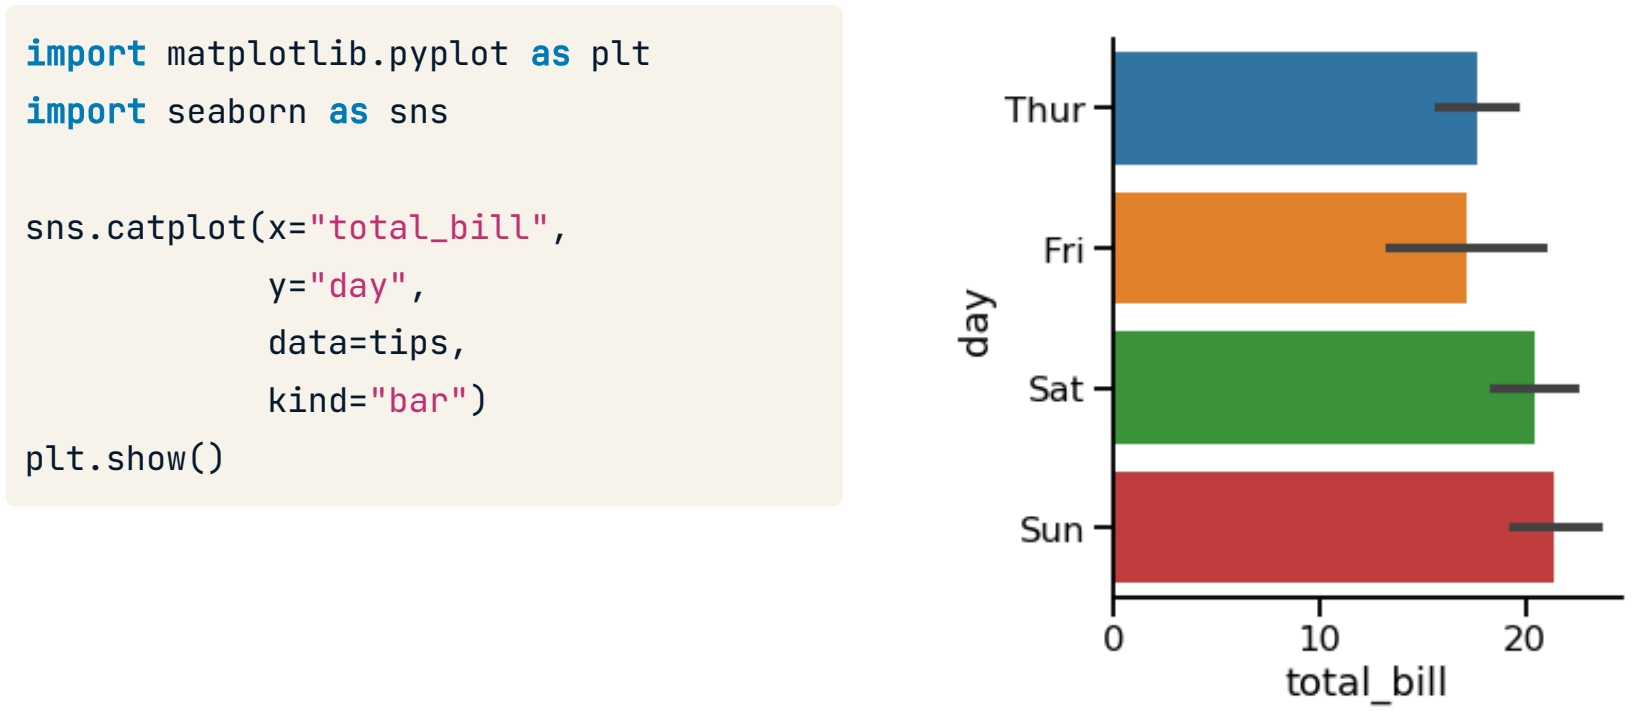 import matplotlib.pyplot as plt
import seaborn as sns
sns.catplot(x="total_bill",
            y="day",
            data=tips,
            kind="bar")
plt.show()
Thur
Fri
Sat
Sun
day
0 10 20
total_bill